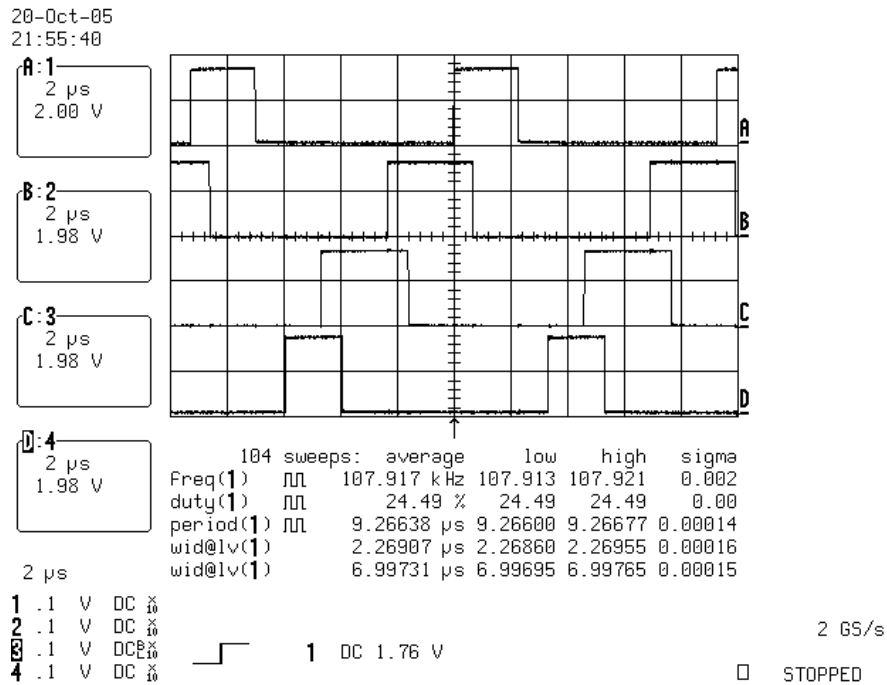 20-Oct-05
21:55:40
A:1
2 µs
2.00 V
B:2
2 µs
1.98 V
C:3
2 µs
1.98 V
D:4
2 µs
1.98 V
A
B
C
D
104 sweeps: average low high sigma
Freq(1) 107.917 kHz 107.913 107.921 0.002
duty(1) 24.49 % 24.49 24.49 0.00
period(1) 9.26638 µs 9.26600 9.26677 0.00014
wid@lv(1) 2.26907 µs 2.26860 2.26955 0.00016
wid@lv(1) 6.99731 µs 6.99695 6.99765 0.00015
2 µs
1 .1 V DC X10
2 .1 V DC X10
3 .1 V DC BL X10
4 .1 V DC X10
1 DC 1.76 V
2 GS/s
STOPPED